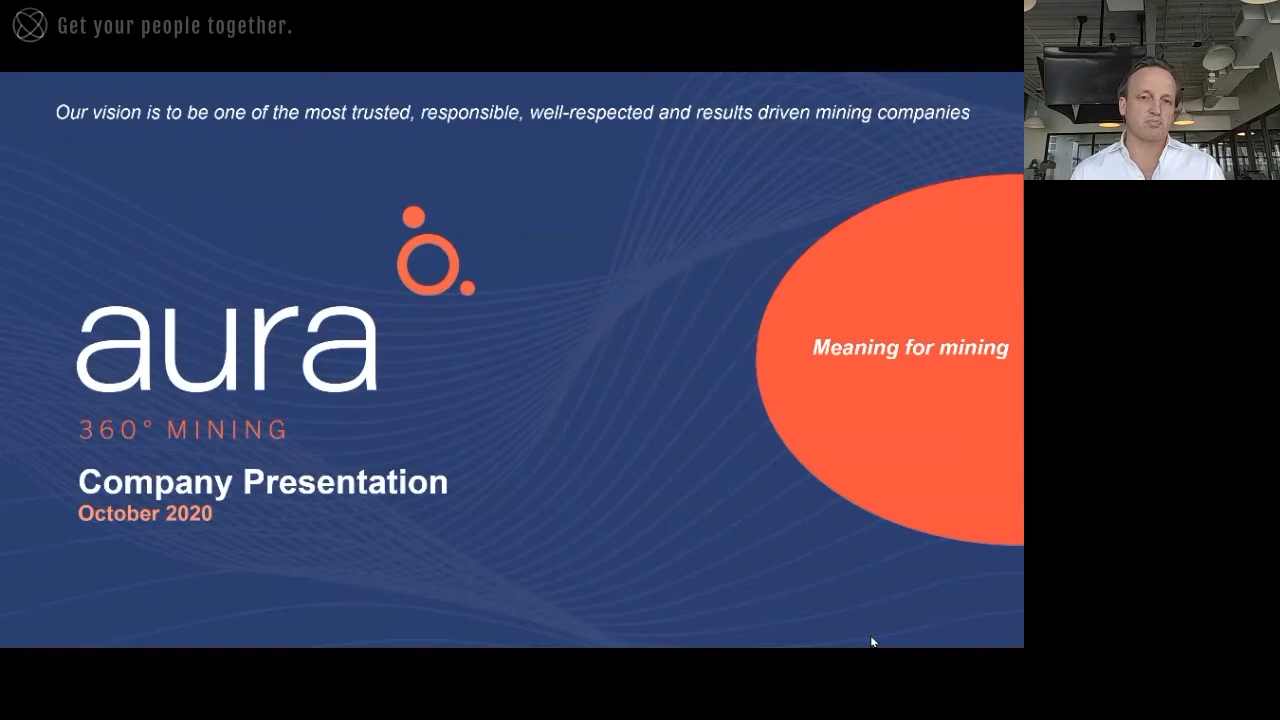 Get your people together.
Our vision is to be one of the most trusted, responsible, well-respected and results driven mining companies
aura
360° MINING
Meaning for mining
Company Presentation
October 2020